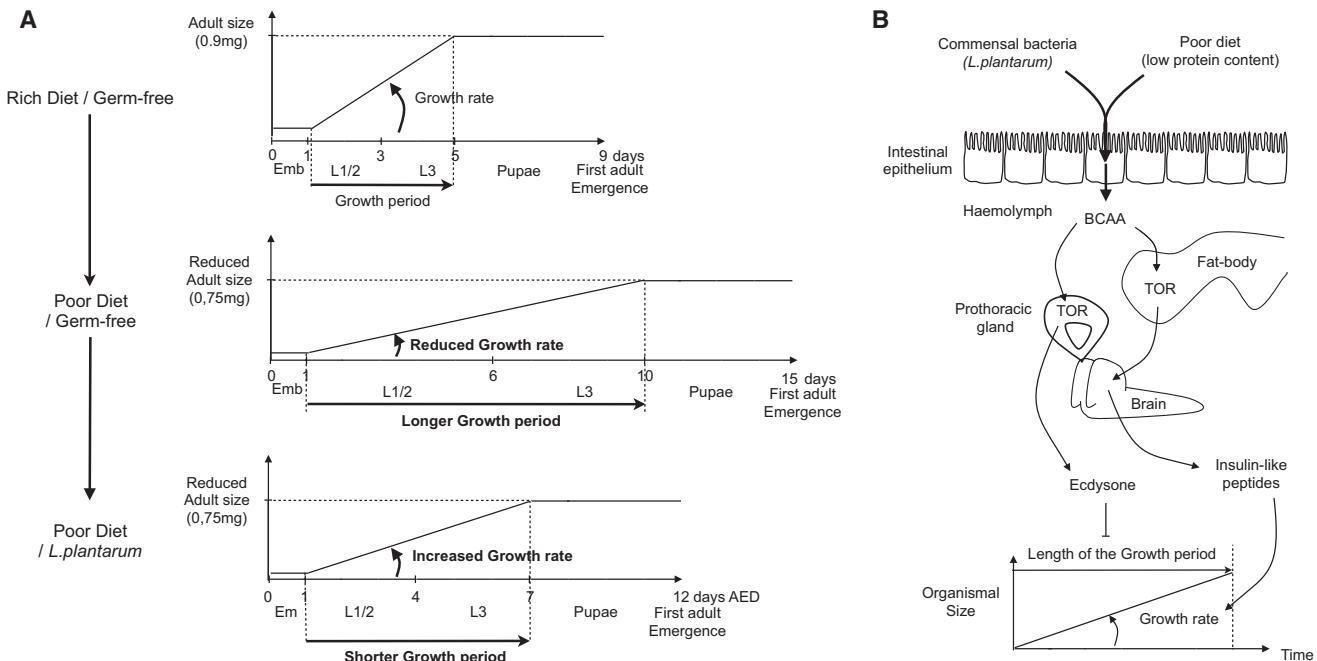 A
Adult size
(0.9mg)
Rich Diet / Germ-free
Growth rate
0 1 3 5 9 days
Emb L1/2 L3 Pupae First adult
Emergence
Growth period
Reduced
Adult size
(0,75mg)
Poor Diet
/ Germ-free
Reduced Growth rate
0 1 6 10 15 days
Emb L1/2 L3 Pupae First adult
Emergence
Longer Growth period
Reduced
Adult size
(0,75mg)
Poor Diet
/ L.plantarum
Increased Growth rate
0 1 4 7 12 days AED
Em L1/2 L3 Pupae First adult
Emergence
Shorter Growth period
B
Commensal bacteria
(L.plantarum)
Poor diet
(low protein content)
Intestinal
epithelium
Haemolymph
BCAA
Fat-body
TOR
Prothoracic
gland
TOR
Brain
Ecdysone
Insulin-like
peptides
Length of the Growth period
Organismal
Size
Growth rate
Time